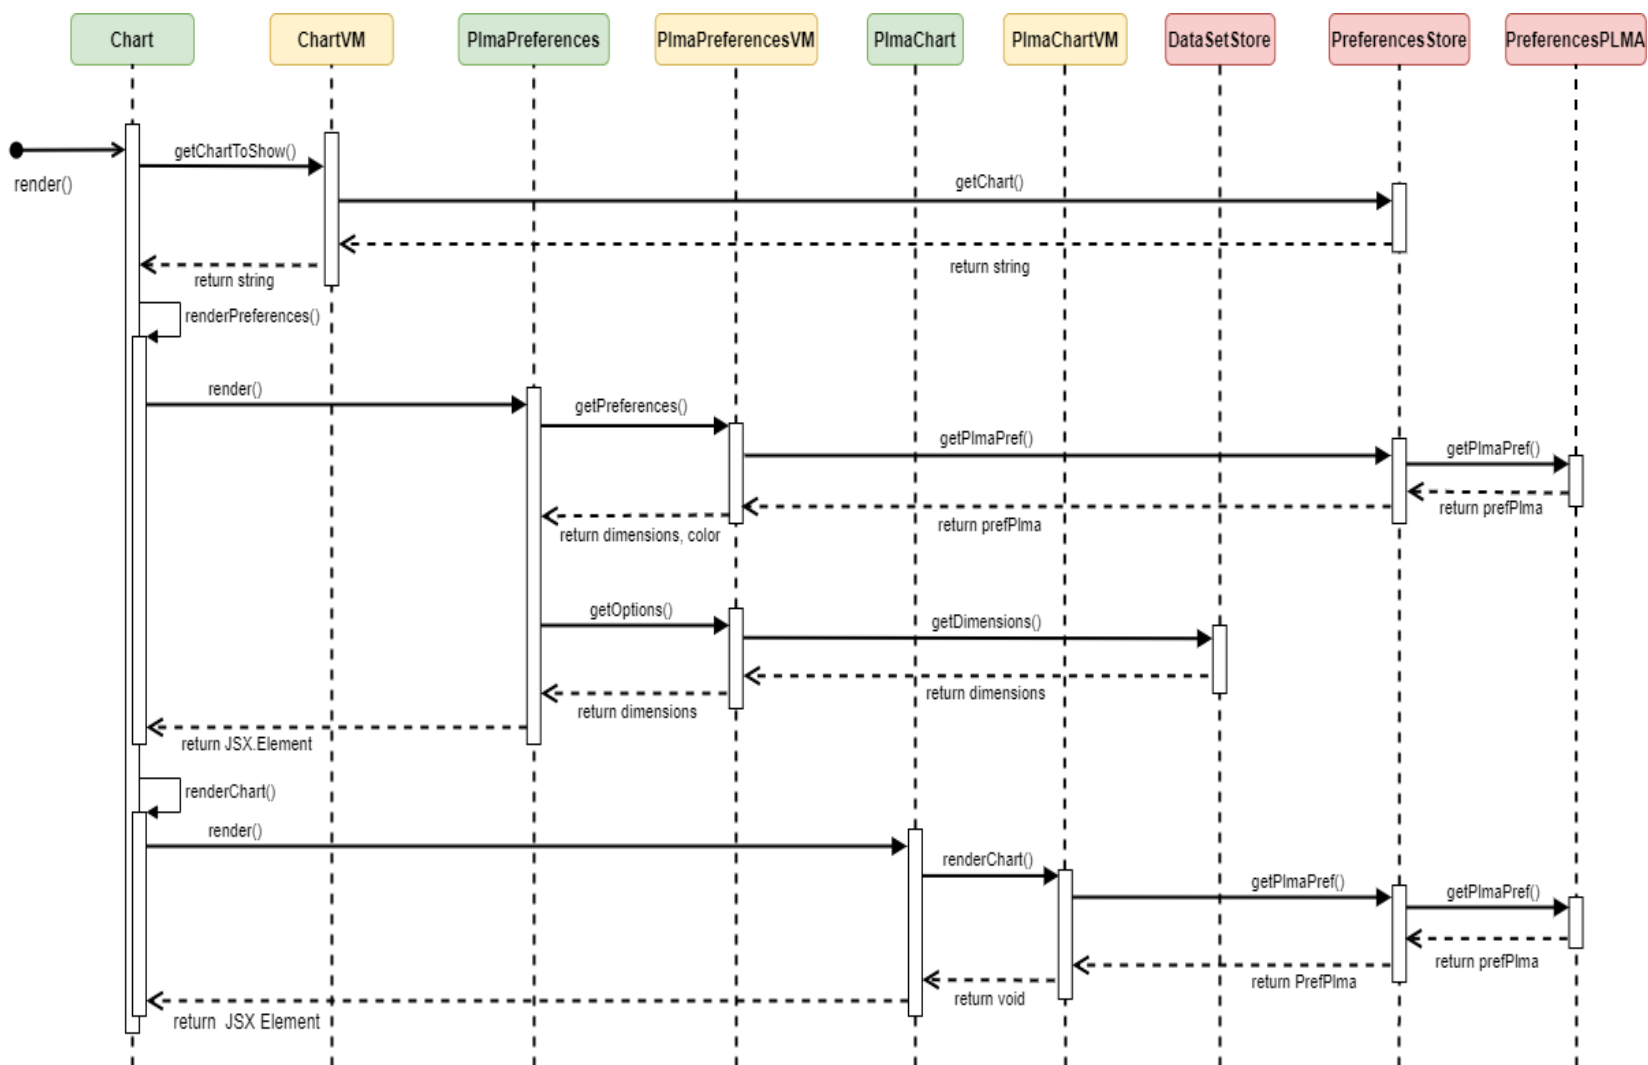 Chart
ChartVM
PlmaPreferences
PlmaPreferencesVM
PlmaChart
PlmaChartVM
DataSetStore
PreferencesStore
PreferencesPLMA
render()
getChartToShow()
getChart()
return string
return string
renderPreferences()
render()
getPreferences()
getPlmaPref()
getPlmaPref()
return prefPlma
return prefPlma
return dimensions, color
getOptions()
getDimensions()
return dimensions
return dimensions
return JSX.Element
renderChart()
render()
renderChart()
getPlmaPref()
getPlmaPref()
return prefPlma
return PrefPlma
return void
return JSX Element